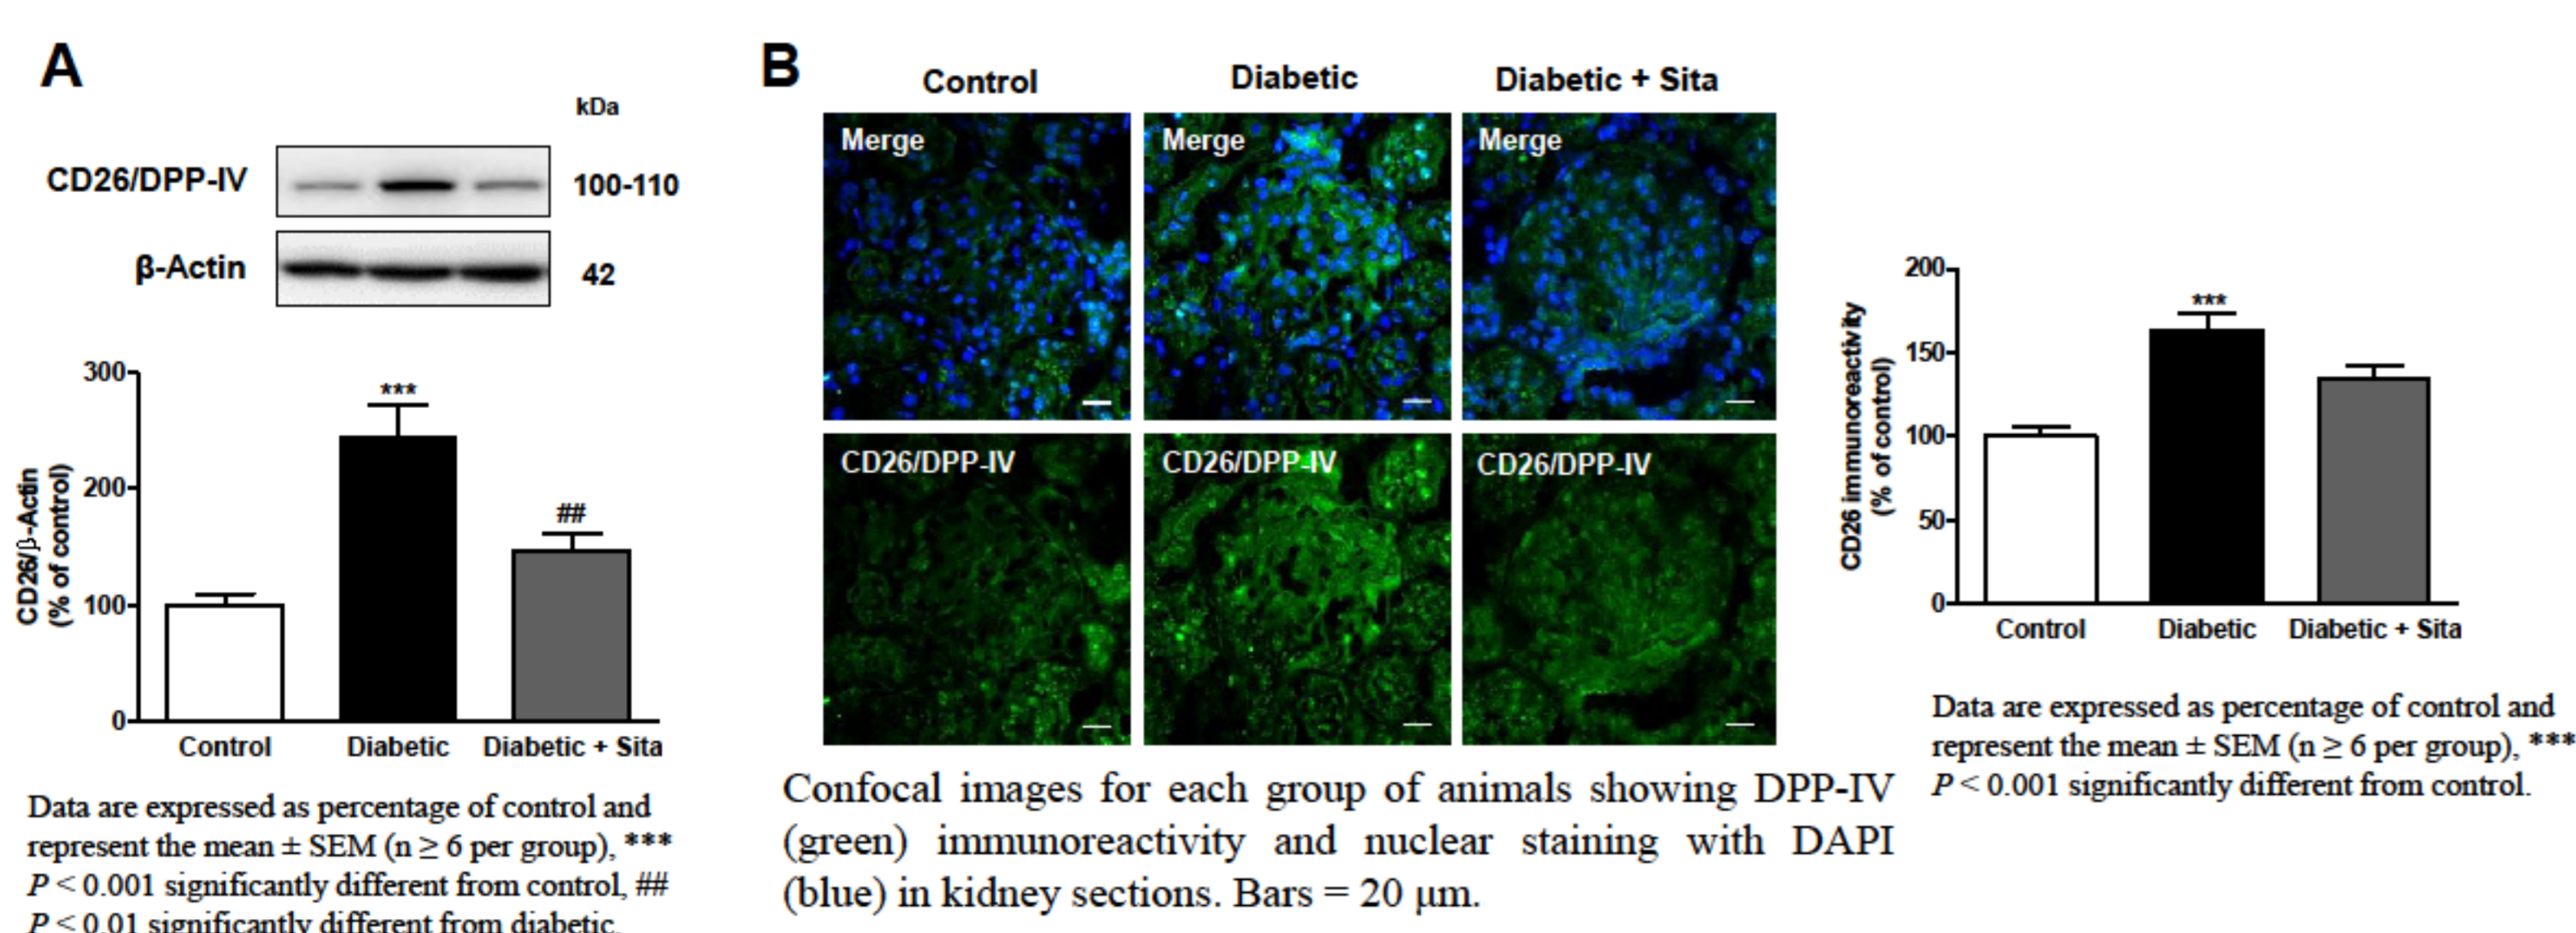 A
kDa
CD26/DPP-IV
100-110
β-Actin
42
300
200
100
0
CD26/β-Actin
(% of control)
***
##
Control
Diabetic
Diabetic + Sita
Data are expressed as percentage of control and
represent the mean ± SEM (n ≥ 6 per group), ***
P < 0.001 significantly different from control, ##
P < 0.01 significantly different from diabetic.
B
Control
Diabetic
Diabetic + Sita
Merge
Merge
Merge
CD26/DPP-IV
CD26/DPP-IV
CD26/DPP-IV
Confocal images for each group of animals showing DPP-IV
(green) immunoreactivity and nuclear staining with DAPI
(blue) in kidney sections. Bars = 20 μm.
200
150
100
50
0
CD26 immunoreactivity
(% of control)
***
Control
Diabetic
Diabetic + Sita
Data are expressed as percentage of control and
represent the mean ± SEM (n ≥ 6 per group), ***
P < 0.001 significantly different from control.